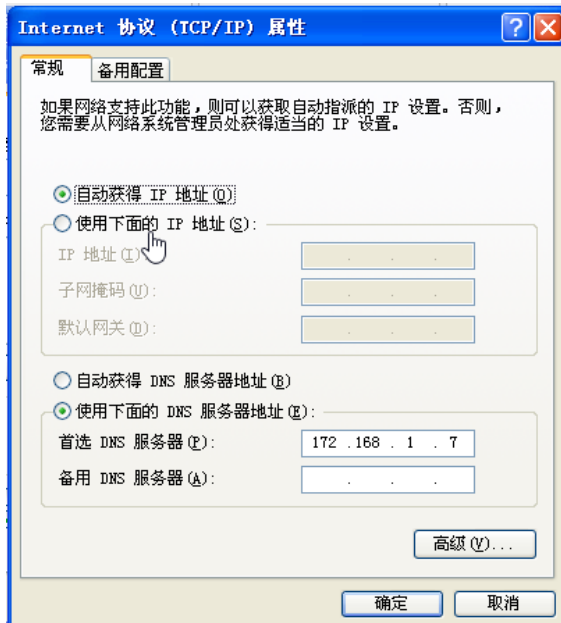 Internet 协议 (TCP/IP) 属性
常规
备用配置
如果网络支持此功能，则可以获取自动指派的 IP 设置。否则，
您需要从网络系统管理员处获得适当的 IP 设置。
自动获得 IP 地址(O)
使用下面的 IP 地址(S):
IP 地址(I)
子网掩码(U):
默认网关(D):
自动获得 DNS 服务器地址(B)
使用下面的 DNS 服务器地址(E):
首选 DNS 服务器(P): 172 .168 . 1 . 7
备用 DNS 服务器(A): . . .
高级(V)...
确定 取消